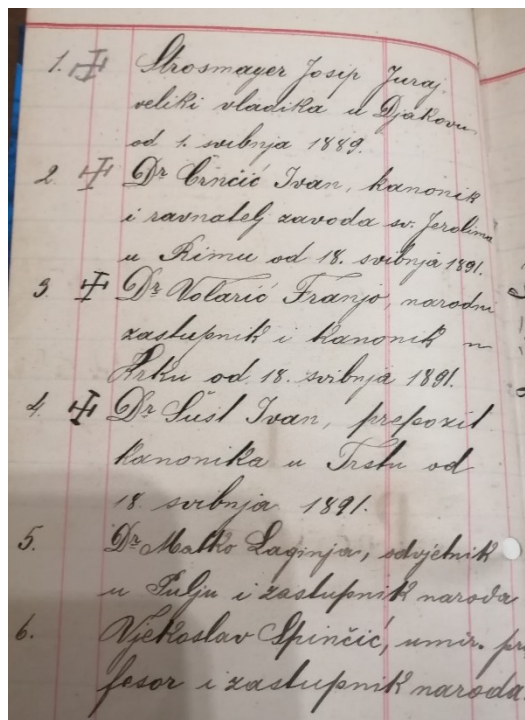 1. Strosmayer Josip Juraj
veliki vladika u Djakovu
od 1. svibnja 1889.
2. Dr Črnčić Ivan, kanonik
i ravnatelj zavoda sv. Jerolima
u Rimu od 18. svibnja 1891.
3. Dr Volarić Franjo, narodni
zastupnik i kanonik u
Krku od 18. svibnja 1891.
4. Dr Šust Ivan, prepozit
kanonika u Trstu od
18. svibnja 1891.
5. Dr Matko Laginja, odvjetnik
u Pulju i zastupnik naroda
6. Vjekoslav Spinčić, umir. pro
fesor i zastupnik naroda.